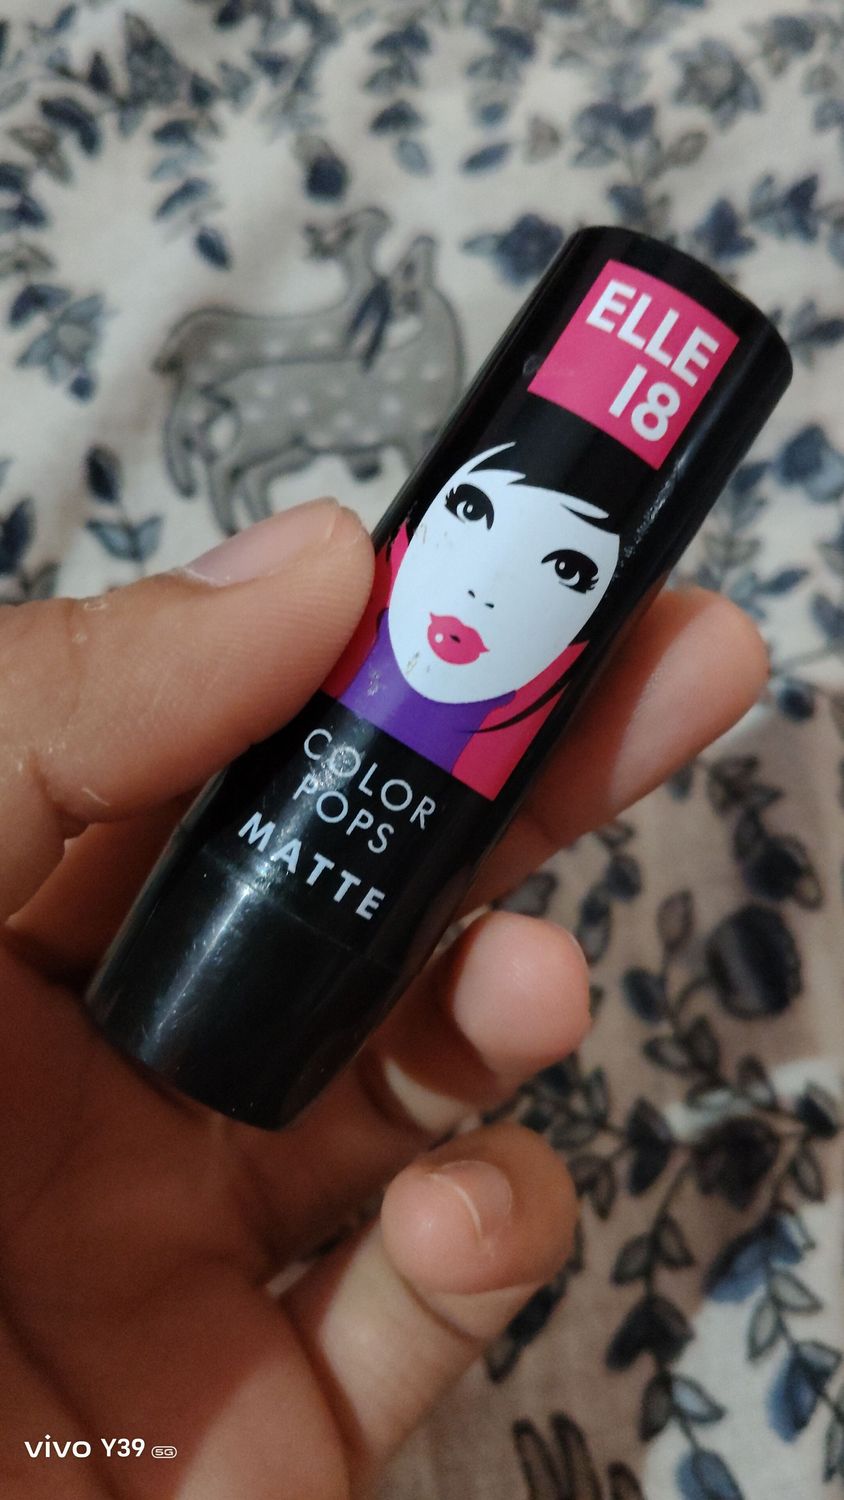 ELLE
18
COLOR
POPS
MATTE
vivo Y39 5G